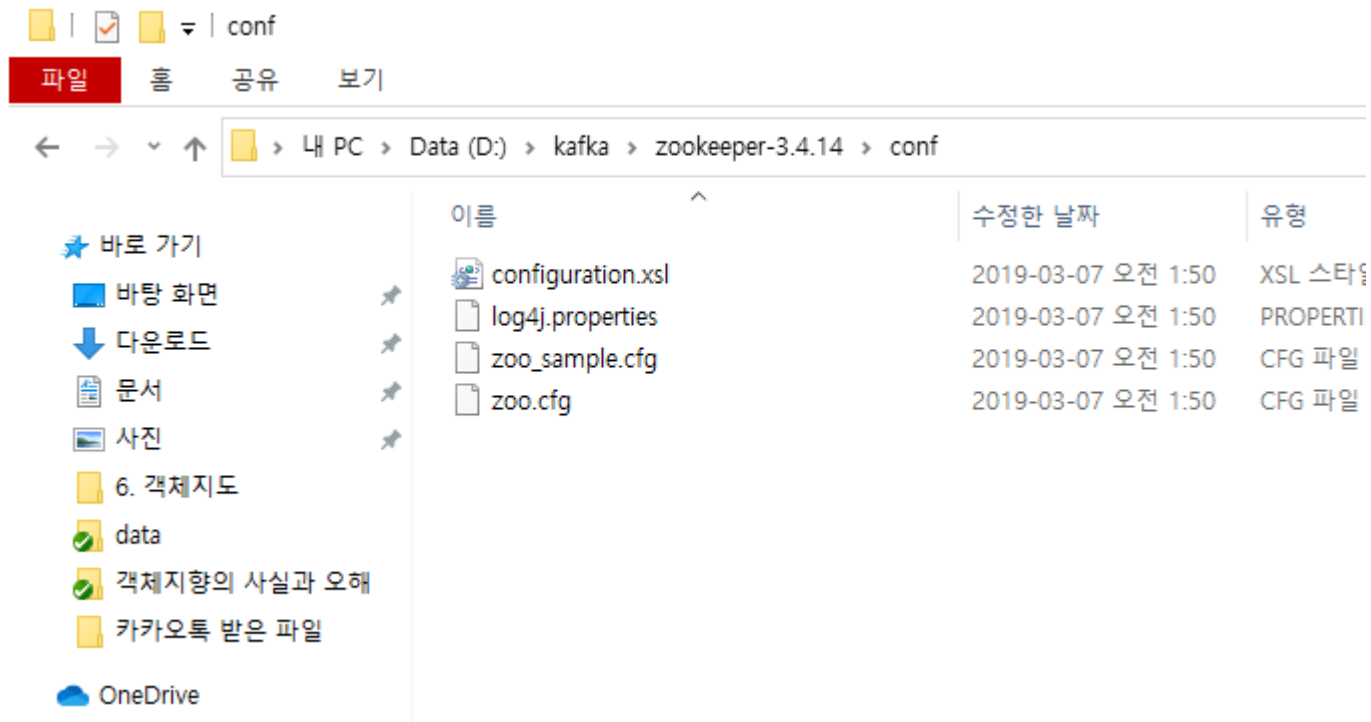 conf
파일 홈 공유 보기
내 PC > Data (D:) > kafka > zookeeper-3.4.14 > conf
이름 수정한 날짜 유형
바로 가기
바탕 화면
다운로드
문서
사진
6. 객체지도
data
객체지향의 사실과 오해
카카오톡 받은 파일
OneDrive
configuration.xsl 2019-03-07 오전 1:50 XSL
log4j.properties 2019-03-07 오전 1:50 PROPERTI
zoo_sample.cfg 2019-03-07 오전 1:50 CFG 파일
zoo.cfg 2019-03-07 오전 1:50 CFG 파일